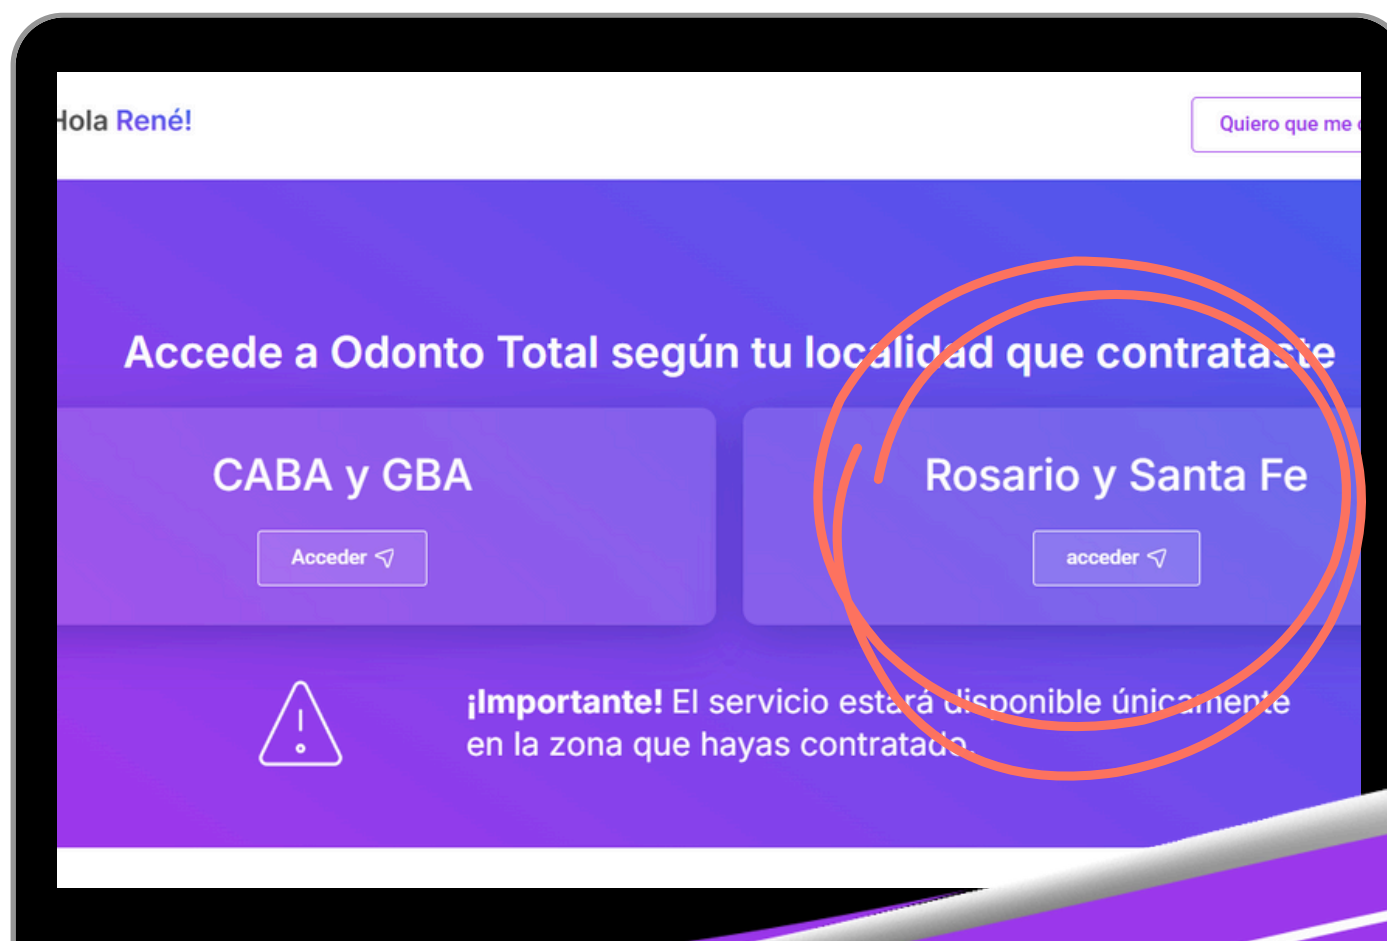 Hola René!
Quiero que me
Accede a Odonto Total según tu localidad que contrataste
CABA y GBA
Rosario y Santa Fe
Acceder
acceder
¡Importante! El servicio estará disponible únicamente
en la zona que hayas contratado.